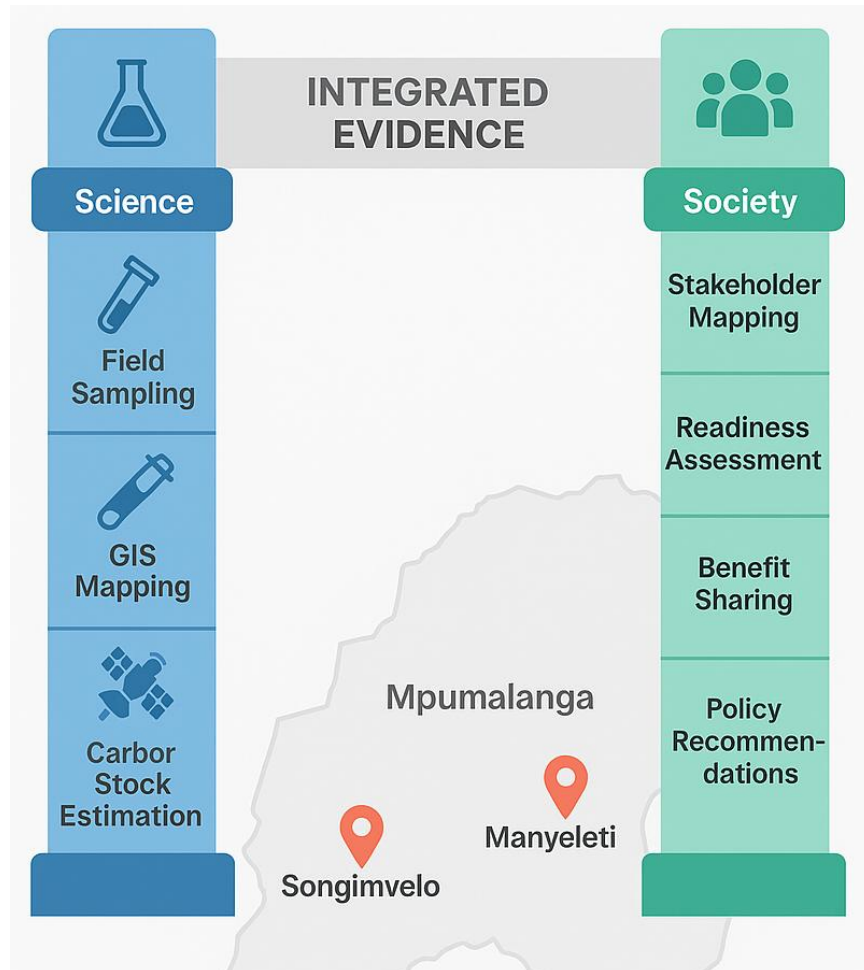 INTEGRATED
EVIDENCE
Science
Field
Sampling
GIS
Mapping
Carbor
Stock
Estimation
Society
Stakeholder
Mapping
Readiness
Assessment
Benefit
Sharing
Policy
Recommen-
dations
Mpumalanga
Manyeleti
Songimvelo